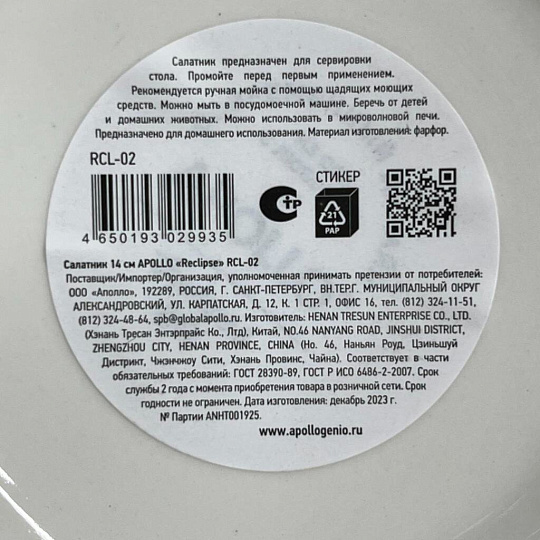 Салатник предназначен для сервировки
стола. Промойте перед первым применением.
Рекомендуется ручная мойка с помощью щадящих моющих
средств. Можно мыть в посудомоечной машине. Беречь от детей
и домашних животных. Можно использовать в микроволновой печи.
Предназначено для домашнего использования. Материал изготовления: фарфор.
RCL-02
СТИКЕР
СТР
21
PAP
4 650193 029935
Салатник 14 см APOLLO «Reclipse» RCL-02
Поставщик/Импортер/Организация, уполномоченная принимать претензии от потребителей:
ООО «Аполло», 192289, РОССИЯ, Г. САНКТ-ПЕТЕРБУРГ, ВН.ТЕР.Г. МУНИЦИПАЛЬНЫЙ ОКРУГ
АЛЕКСАНДРОВСКИЙ, УЛ. КАРПАТСКАЯ, Д. 12, К. 1 СТР. 1, ОФИС 16, тел. (812) 324-11-51,
(812) 324-48-64, spb@globalapollo.ru. Изготовитель: HENAN TRESUN ENTERPRISE CO., LTD.
(Хэнань Тресан Энтэрпрайс Ко., Лтд), Китай, NO.46 NANYANG ROAD, JINSHUI DISTRICT,
ZHENGZHOU CITY, HENAN PROVINCE, CHINA (Но. 46, Наньян Роуд, Цзиньшуй
Дистрикт, Чжэнчжоу Сити, Хэнань Провинс, Чайна). Соответствует в части
обязательных требований: ГОСТ 28390-89, ГОСТ Р ИСО 6486-2-2007. Срок
службы 2 года с момента приобретения товара в розничной сети. Срок
годности не ограничен. Дата изготовления: декабрь 2023 г.
№ Партии ANHT001925.
www.apollogenio.ru